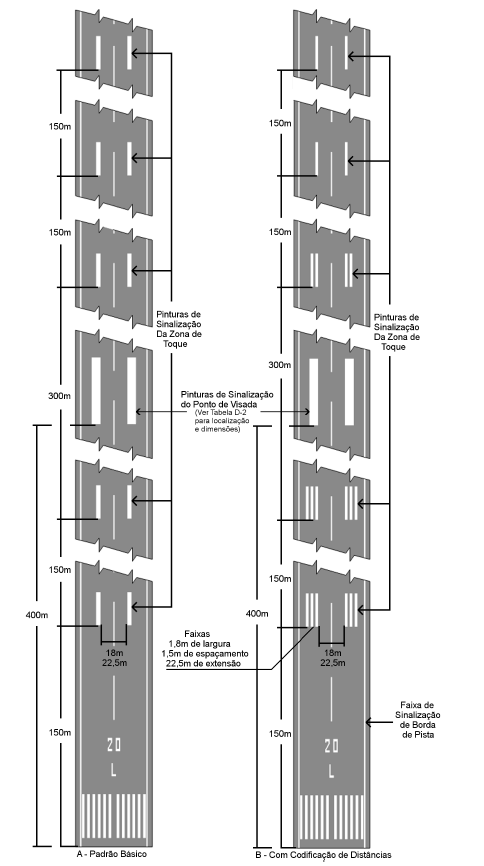 150m
150m
150m
150m
Pinturas de
Sinalização
Da Zona de
Toque
Pinturas de
Sinalização
Da Zona de
Toque
300m
300m
Pinturas de Sinalização
do Ponto de Visada
(Ver Tabela D-2
para localização
e dimensões)
150m
150m
400m
400m
Faixas
1,8m de largura
1,5m de espaçamento
22,5m de extensão
18m
22,5m
18m
22,5m
Faixa de
Sinalização
de Borda
de Pista
150m
150m
20
L
20
L
A - Padrão Básico
B - Com Codificação de Distâncias